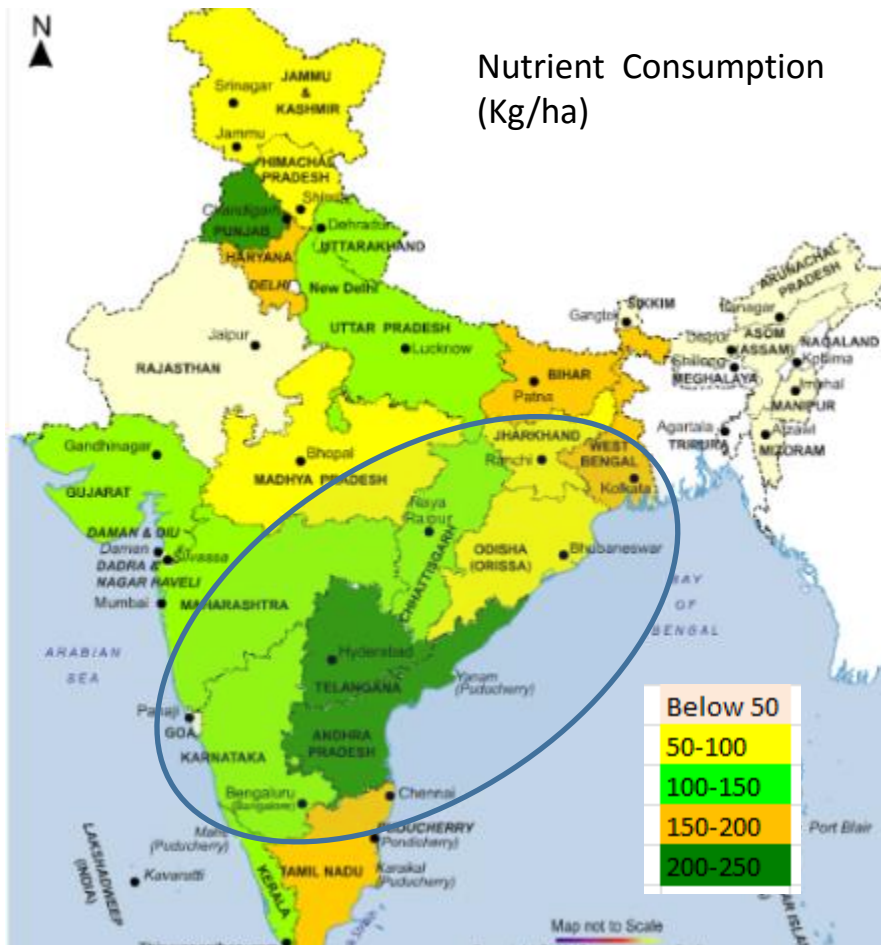 N
Nutrient Consumption
(Kg/ha)
JAMMU
&
KASHMIR
Srinagar
Jammu
HIMACHAL
PRADESH
Shimla
Chandigarh
PUNJAB
Dehradun
UTTARAKHAND
HARYANA
DELHI
New Delhi
ARUNACHAL
PRADESH
SIKKIM
Gangtok
Itanagar
UTTAR PRADESH
Lucknow
Jaipur
RAJASTHAN
Dispur
ASOM
(ASSAM)
NAGALAND
Kohima
Shillong
MEGHALAYA
BIHAR
Patna
Imphal
MANIPUR
Agartala
TRIPURA
Aizawl
MIZORAM
Gandhinagar
GUJARAT
Bhopal
MADHYA PRADESH
JHARKHAND
Ranchi
WEST
BENGAL
Kolkata
Naya
Raipur
CHHATTISGARH
ODISHA
(ORISSA)
Bhubaneswar
DAMAN & DIU
Daman
Silvassa
DADRA &
NAGAR HAVELI
Mumbai
MAHARASHTRA
BAY
OF
BENGAL
ARABIAN
SEA
Hyderabad
TELANGANA
Yanam
(Puducherry)
Panaji
GOA
KARNATAKA
ANDHRA
PRADESH
Bengaluru
(Bangalore)
Chennai
Mahe
(Puducherry)
PUDUCHERRY
(Pondicherry)
LAKSHADWEEP
(INDIA)
Kavaratti
KERALA
TAMIL NADU
Karaikal
(Puducherry)
Below 50
50-100
100-150
150-200
200-250
Port Blair
Map not to Scale